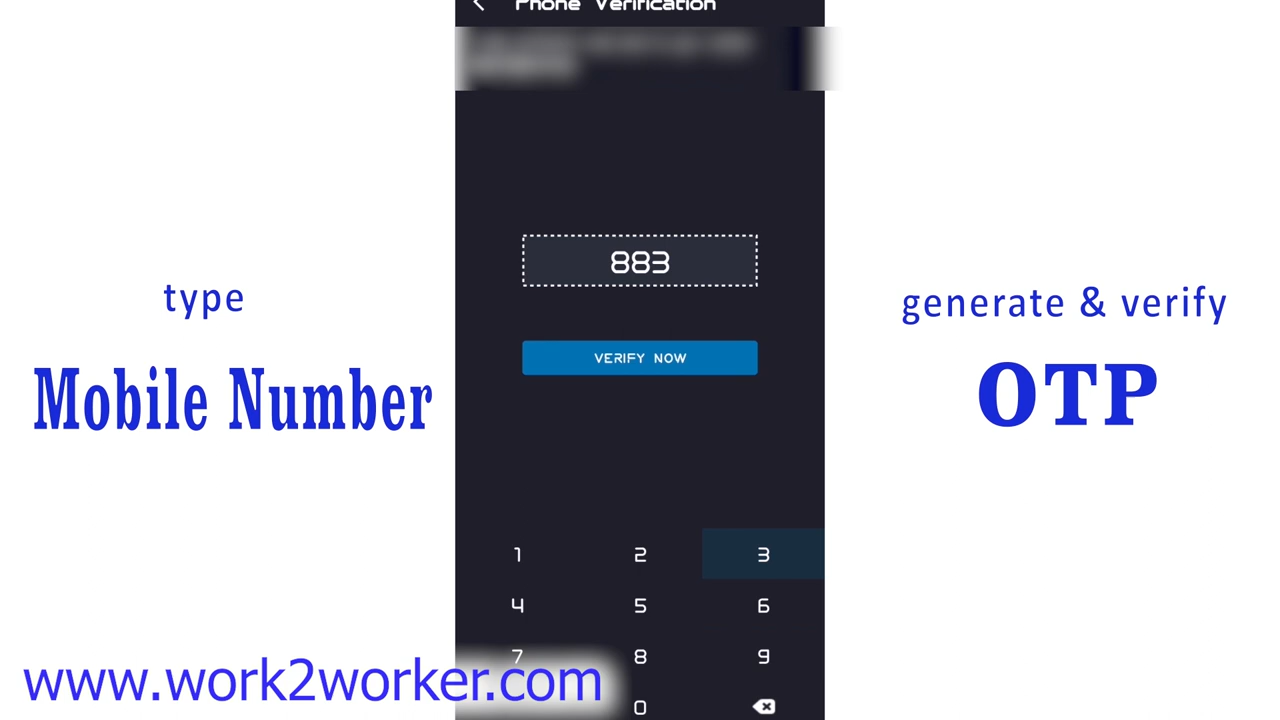 Phone Verification
883
VERIFY NOW
type
Mobile Number
generate & verify
OTP
1 2 3
4 5 6
7 8 9
0
www.work2worker.com